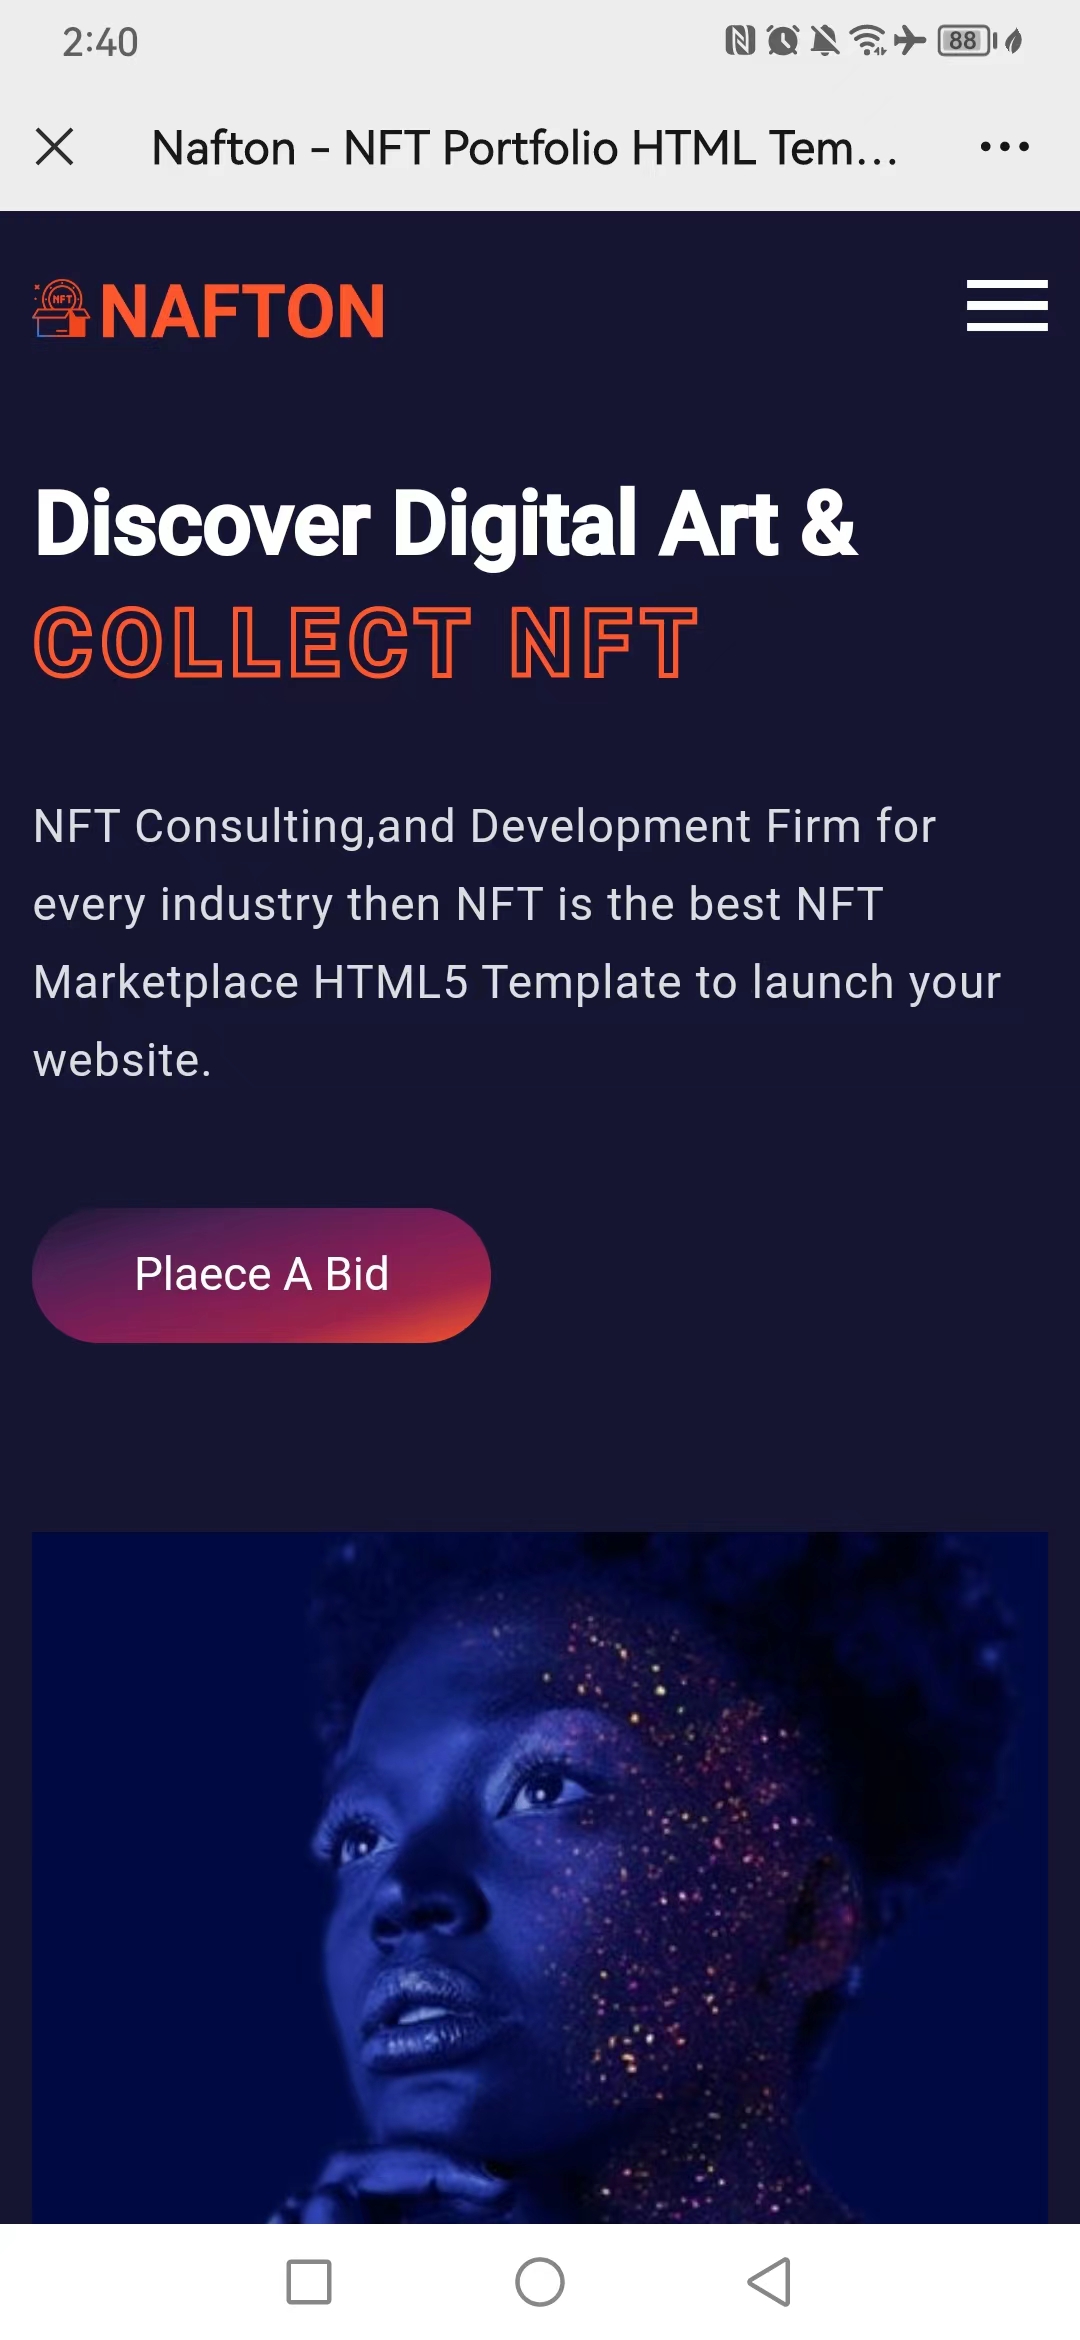 2:40
88
Nafton - NFT Portfolio HTML Tem...
NFT
NAFTON
Discover Digital Art &
COLLECT NFT
NFT Consulting,and Development Firm for
every industry then NFT is the best NFT
Marketplace HTML5 Template to launch your
website.
Plaece A Bid